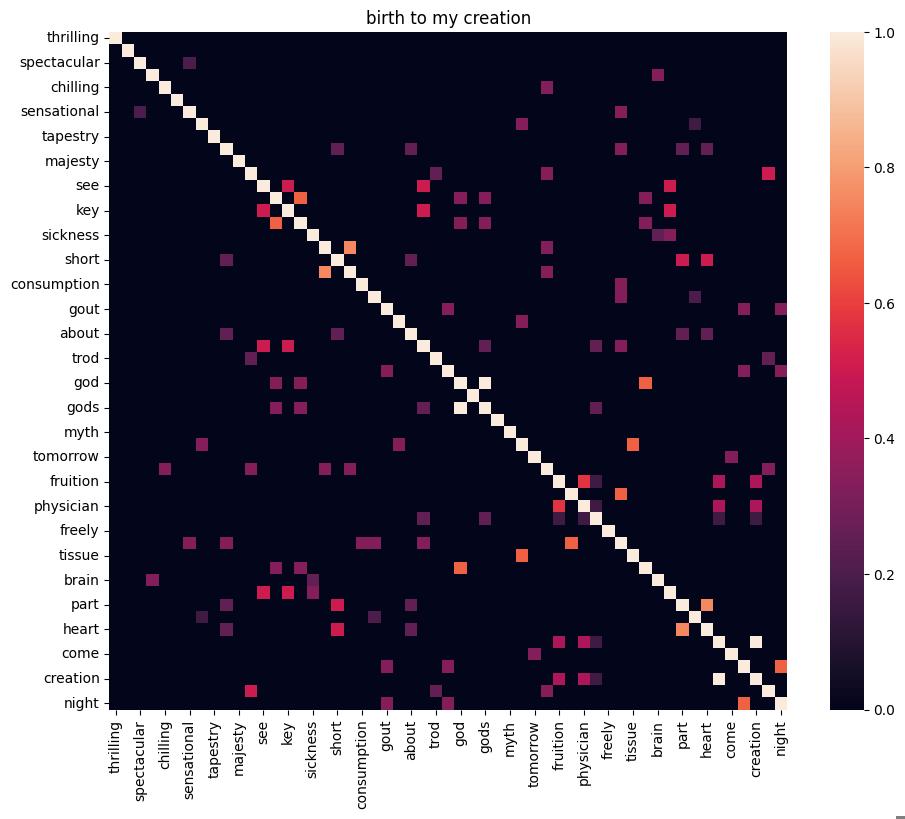 birth to my creation
thrilling
spectacular
chilling
sensational
tapestry
majesty
see
key
sickness
short
consumption
gout
about
trod
god
gods
myth
tomorrow
fruition
physician
freely
tissue
brain
part
heart
come
creation
night
1.0
0.8
0.6
0.4
0.2
0.0
thrilling
spectacular
chilling
sensational
tapestry
majesty
see
key
sickness
short
consumption
gout
about
trod
god
gods
myth
tomorrow
fruition
physician
freely
tissue
brain
part
heart
come
creation
night